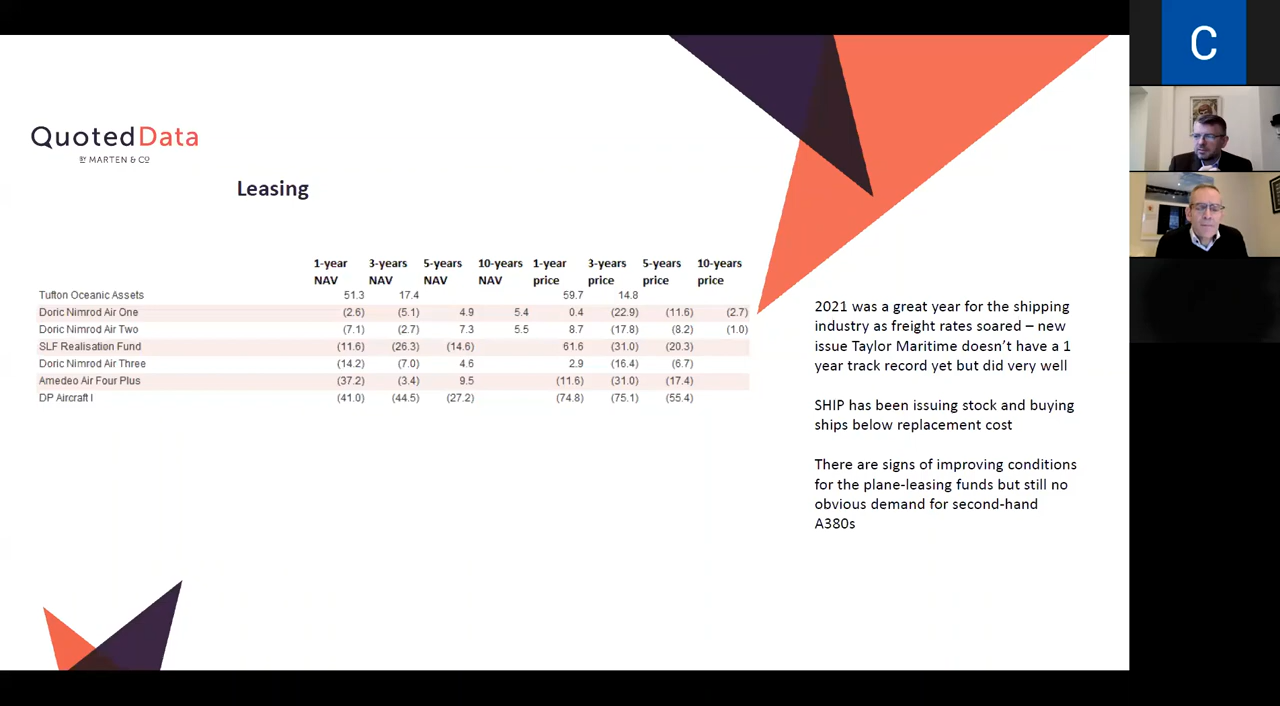 C
QuotedData
BY MARTEN & CO
Leasing
1-year NAV 3-years NAV 5-years NAV 10-years NAV 1-year price 3-years price 5-years price 10-years price
Tufton Oceanic Assets 51.3 17.4 59.7 14.8
Doric Nimrod Air One (2.6) (5.1) 4.9 5.4 0.4 (22.9) (11.6) (2.7)
Doric Nimrod Air Two (7.1) (2.7) 7.3 5.5 8.7 (17.8) (8.2) (1.0)
SLF Realisation Fund (11.6) (26.3) (14.6) 61.6 (31.0) (20.3)
Doric Nimrod Air Three (14.2) (7.0) 4.6 2.9 (16.4) (6.7)
Amedeo Air Four Plus (37.2) (3.4) 9.5 (11.6) (31.0) (17.4)
DP Aircraft I (41.0) (44.5) (27.2) (74.8) (75.1) (55.4)
2021 was a great year for the shipping
industry as freight rates soared – new
issue Taylor Maritime doesn't have a 1
year track record yet but did very well
SHIP has been issuing stock and buying
ships below replacement cost
There are signs of improving conditions
for the plane-leasing funds but still no
obvious demand for second-hand
A380s